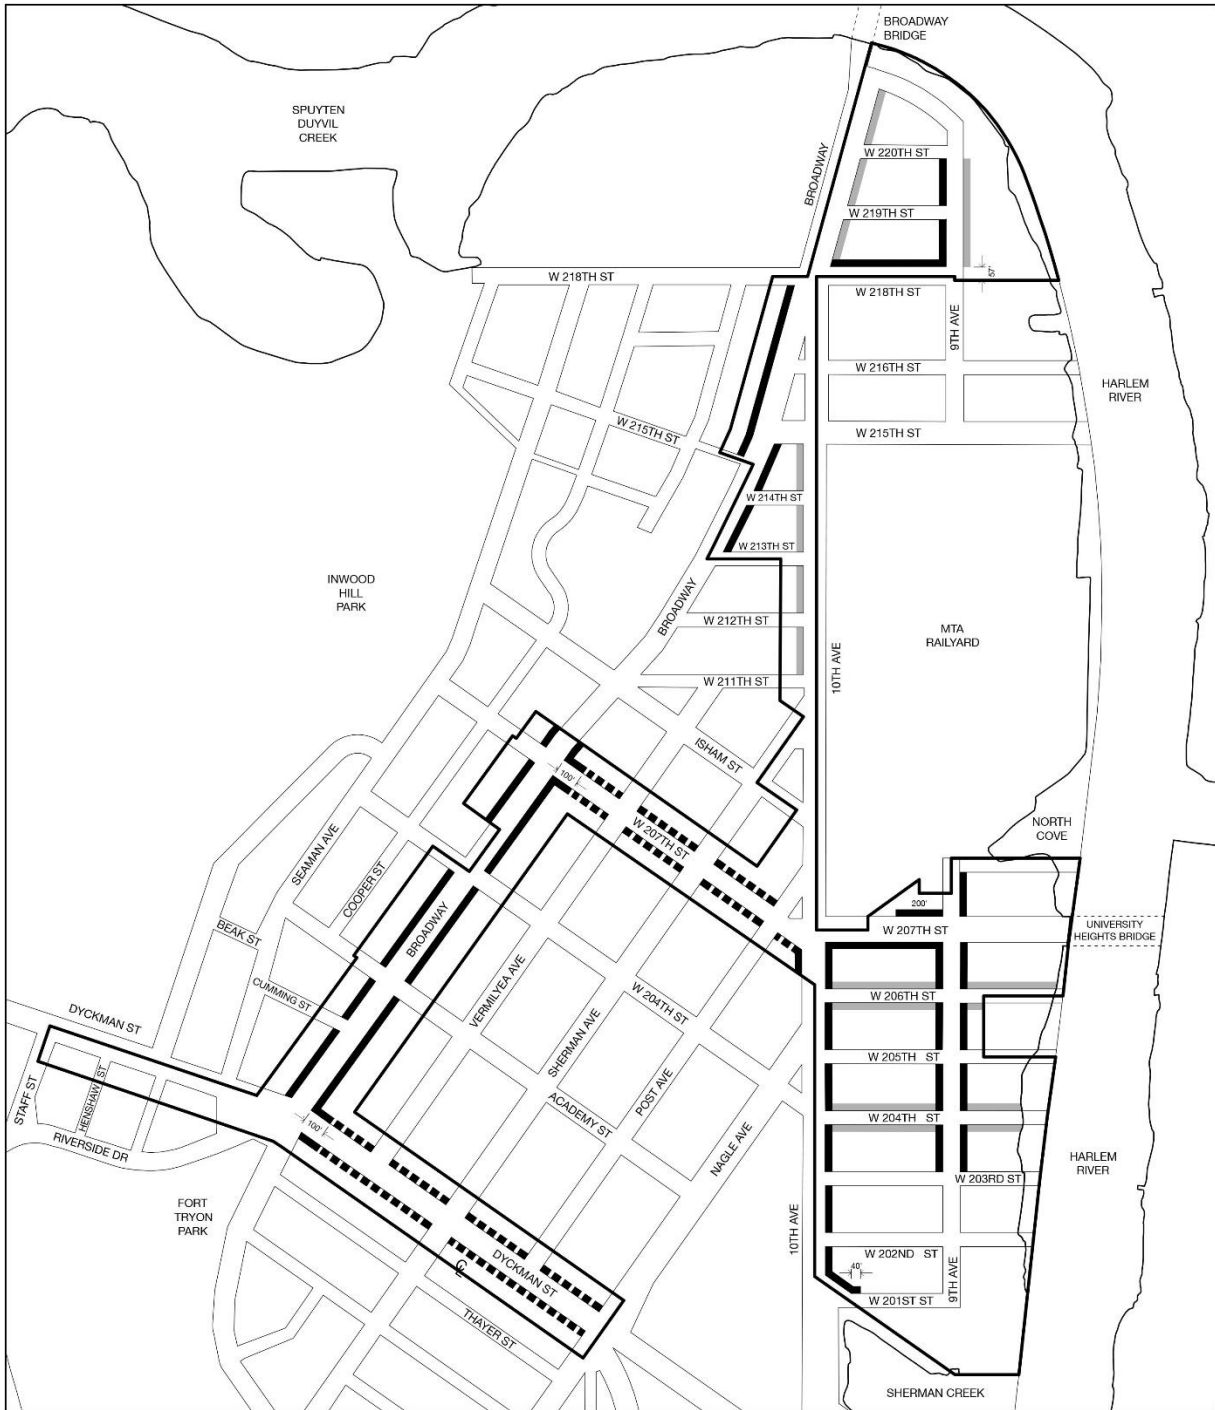 BROADWAY
BRIDGE
SPUYTEN
DUYVIL
CREEK
BROADWAY
W 220TH ST
W 219TH ST
57'
W 218TH ST
W 218TH ST
9TH AVE
W 216TH ST
HARLEM
RIVER
W 215TH ST
W 215TH ST
W 214TH ST
W 213TH ST
INWOOD
HILL
PARK
BROADWAY
W 212TH ST
MTA
RAILYARD
10TH AVE
W 211TH ST
ISHAM ST
100'
W 207TH ST
NORTH
COVE
SEAMAN AVE
COOPER ST
200'
BROADWAY
W 207TH ST
UNIVERSITY
HEIGHTS BRIDGE
BEAK ST
CUMMING ST
VERMILYEA AVE
W 204TH ST
W 206TH ST
DYCKMAN ST
SHERMAN AVE
W 205TH ST
STAFF ST
HENSHAW ST
POST AVE
ACADEMY ST
W 204TH ST
100'
RIVERSIDE DR
NAGLE AVE
HARLEM
RIVER
W 203RD ST
FORT
TRYON
PARK
10TH AVE
W 202ND ST
DYCKMAN ST
40'
9TH AVE
W 201ST ST
THAYER ST
SHERMAN CREEK